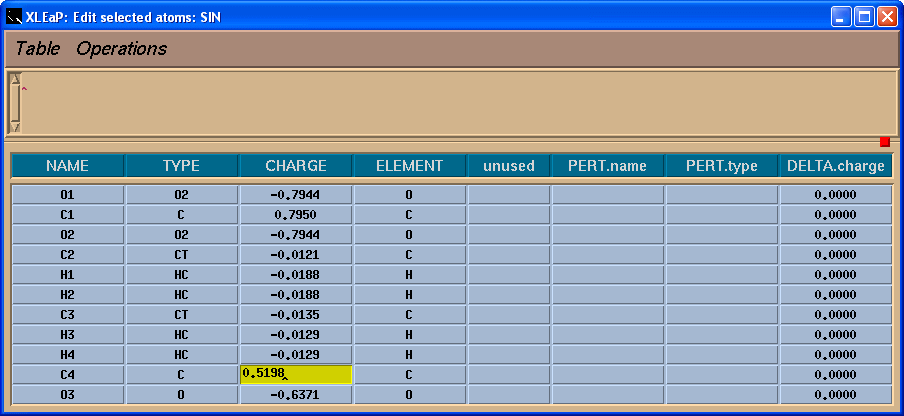 XLEaP: Edit selected atoms: SIN
Table Operations
NAME TYPE CHARGE ELEMENT unused PERT.name PERT.type DELTA.charge
O1 O2 -0.7944 O 0.0000
C1 C 0.7950 C 0.0000
O2 O2 -0.7944 O 0.0000
C2 CT -0.0121 C 0.0000
H1 HC -0.0188 H 0.0000
H2 HC -0.0188 H 0.0000
C3 CT -0.0135 C 0.0000
H3 HC -0.0129 H 0.0000
H4 HC -0.0129 H 0.0000
C4 C 0.5198 C 0.0000
O3 O -0.6371 O 0.0000